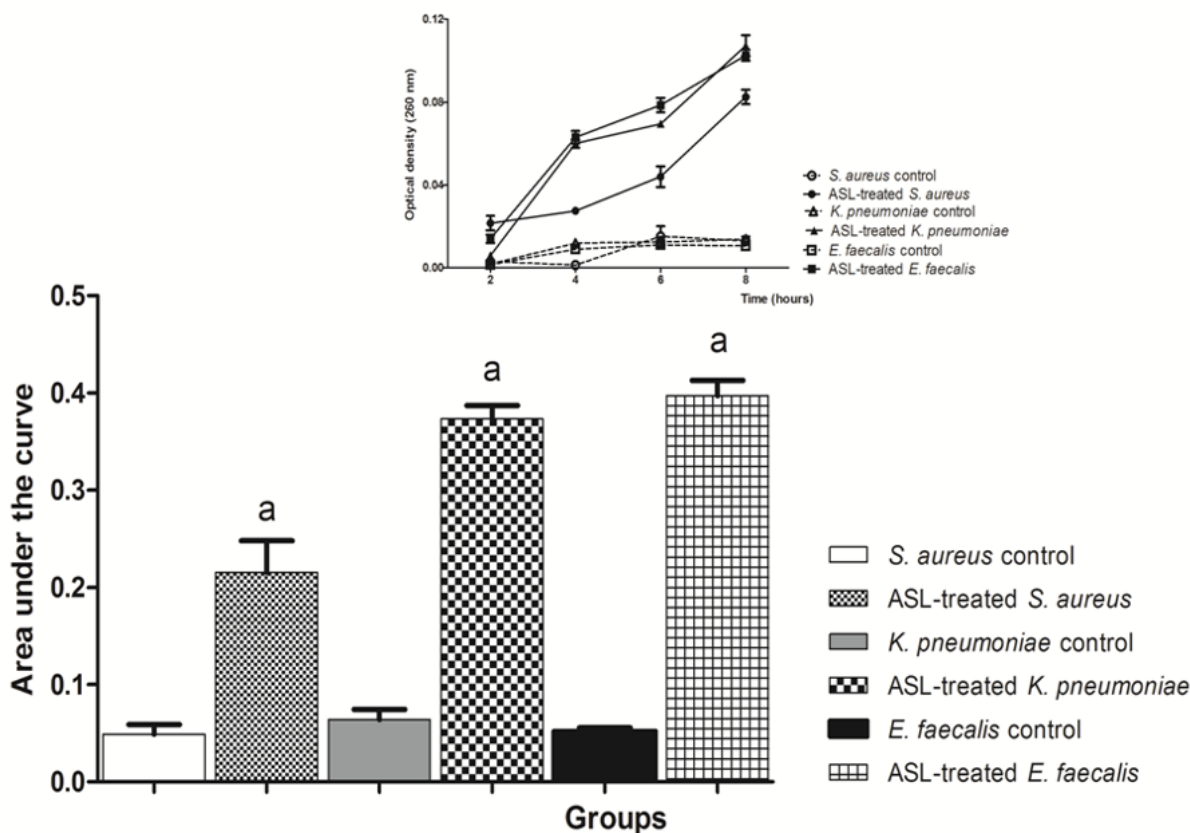 0.12
0.08
0.04
0.00
Optical density (260 nm)
2 4 6 8
Time (hours)
S. aureus control
ASL-treated S. aureus
K. pneumoniae control
ASL-treated K. pneumoniae
E. faecalis control
ASL-treated E. faecalis
0.5
0.4
0.3
0.2
0.1
0.0
Area under the curve
a
a
a
Groups
S. aureus control
ASL-treated S. aureus
K. pneumoniae control
ASL-treated K. pneumoniae
E. faecalis control
ASL-treated E. faecalis